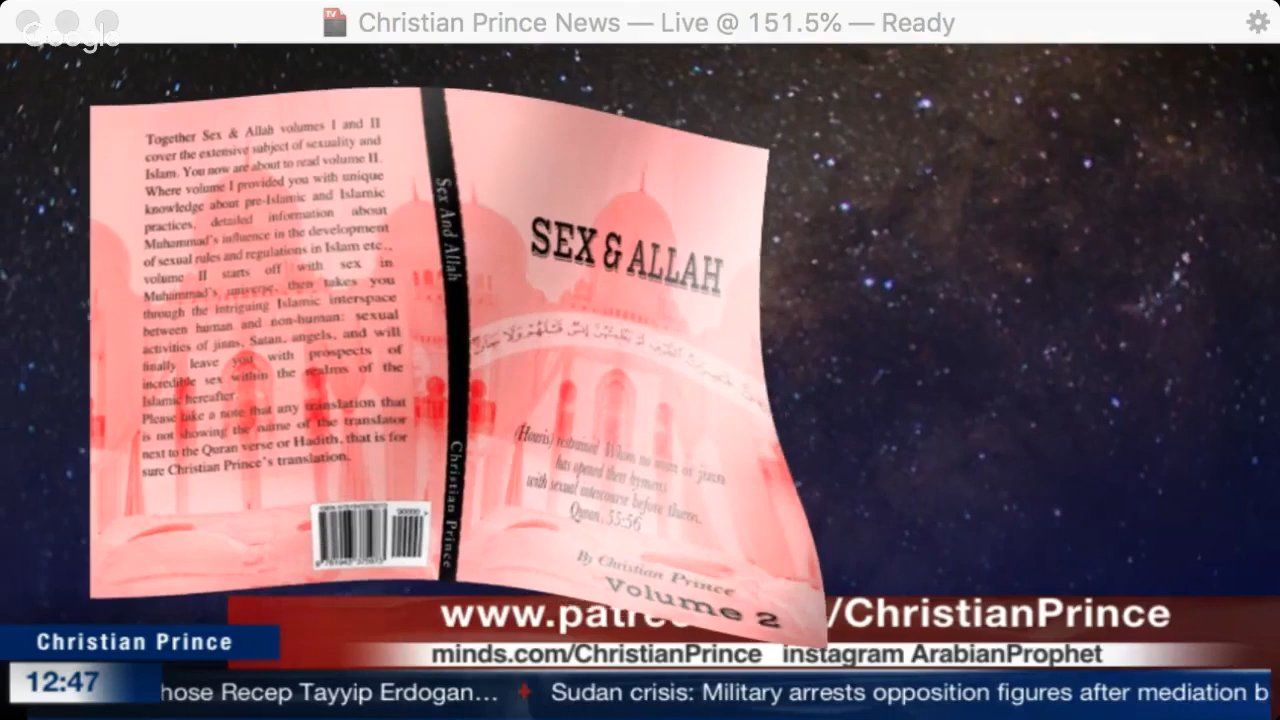 Christian Prince News — Live @ 151.5% — Ready
Google
Together Sex & Allah volumes I and II
cover the extensive subject of sexuality and
Islam. You now are about to read volume II.
Where volume I provided you with unique
knowledge about pre-Islamic and Islamic
practices, detailed information about
Muhammad's influence in the development
of sexual rules and regulations in Islam etc.,
volume II starts off with sex in
Muhammad's universe, then takes you
through the intriguing Islamic interspace
between human and non-human: sexual
activities of jinns, Satan, angels, and will
finally leave you with prospects of
incredible sex within the realms of the
Islamic hereafter.
Please take a note that any translation that
is not showing the name of the translator
next to the Quran verse or Hadith, that is for
sure Christian Prince's translation.
90000
Sex And Allah
Christian Prince
SEX & ALLAH
(Houris) restrained Whom no man or jinn
has opened their hymens
with sexual intercourse before them.
Quran, 55:56
By Christian Prince
Volume 2
www.patre /ChristianPrince
minds.com/ChristianPrince instagram ArabianProphet
Christian Prince
12:47
hose Recep Tayyip Erdogan... Sudan crisis: Military arrests opposition figures after mediation b